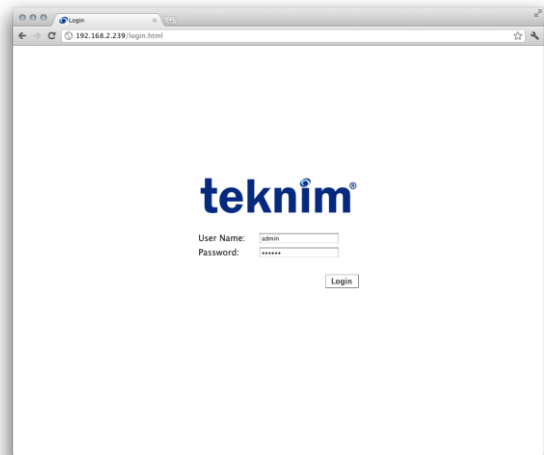 Login
192.168.2.239/login.html
teknim®
User Name: admin
Password: ••••••
Login